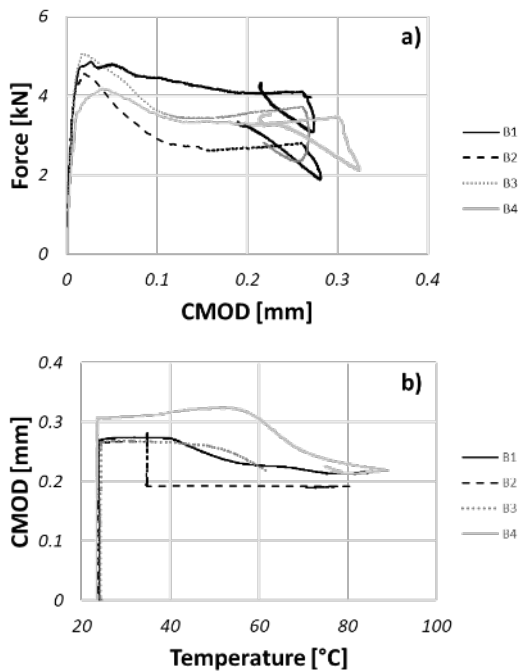 6
a)
4
Force [kN]
B1
B2
2
B3
B4
0
0 0.1 0.2 0.3 0.4
CMOD [mm]
0.4
b)
0.3
CMOD [mm]
B1
0.2
B2
B3
0.1
B4
0
20 40 60 80 100
Temperature [°C]